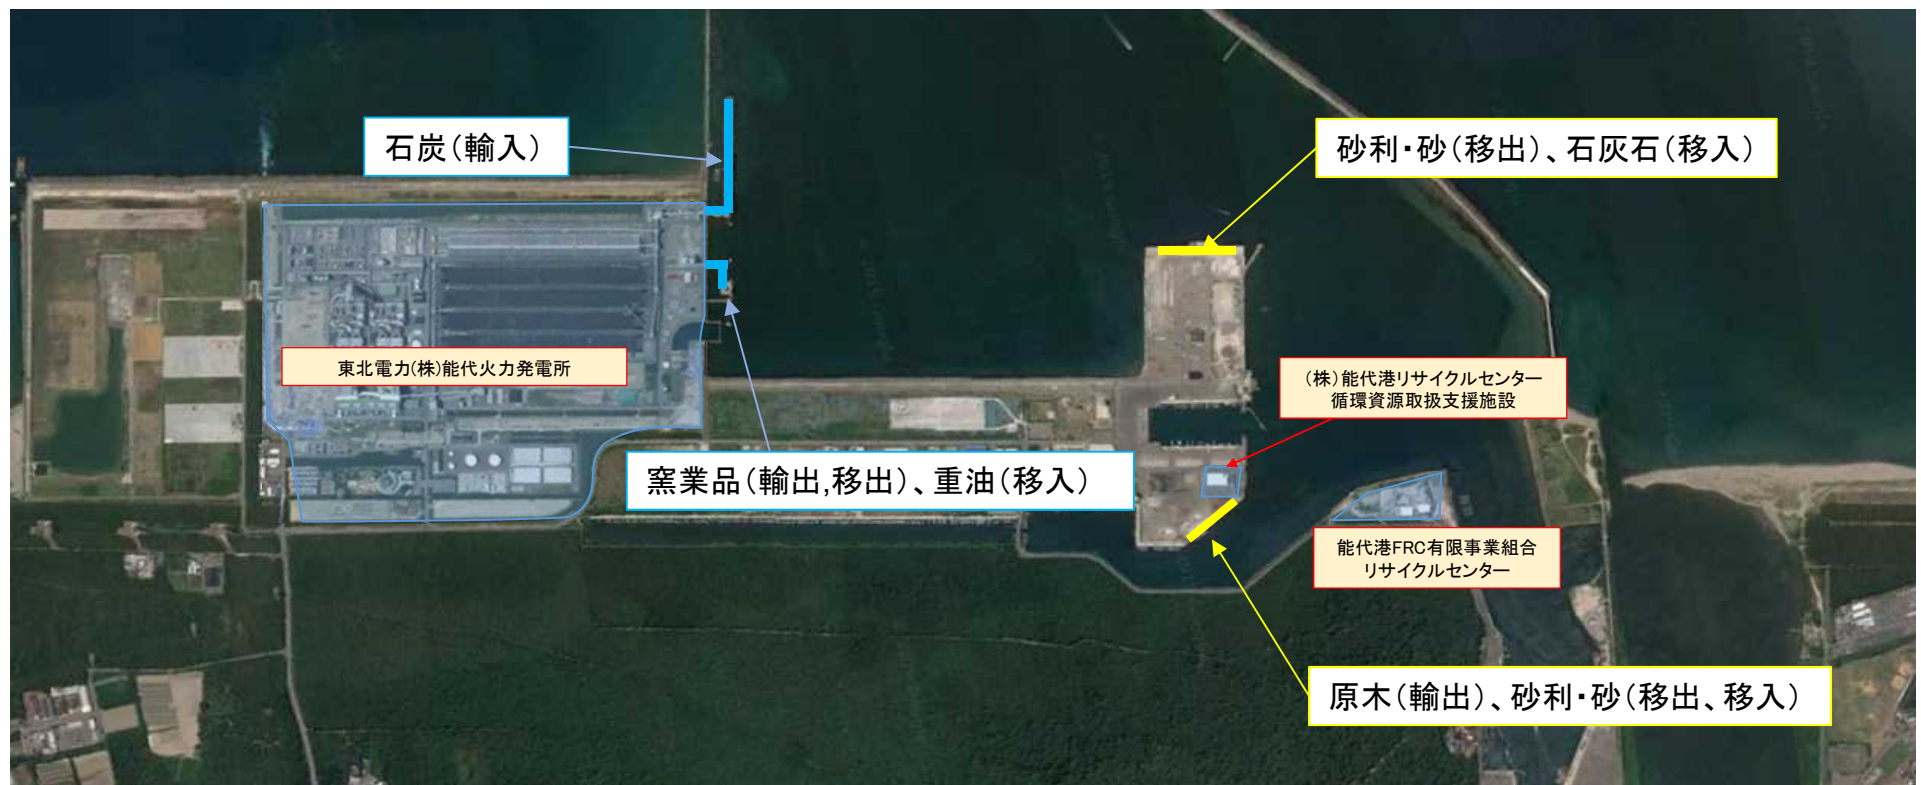 石炭(輸入)
砂利・砂(移出)、石灰石(移入)
東北電力(株)能代火力発電所
(株)能代港リサイクルセンター
循環資源取扱支援施設
窯業品(輸出,移出)、重油(移入)
能代港FRC有限事業組合
リサイクルセンター
原木(輸出)、砂利・砂(移出、移入)